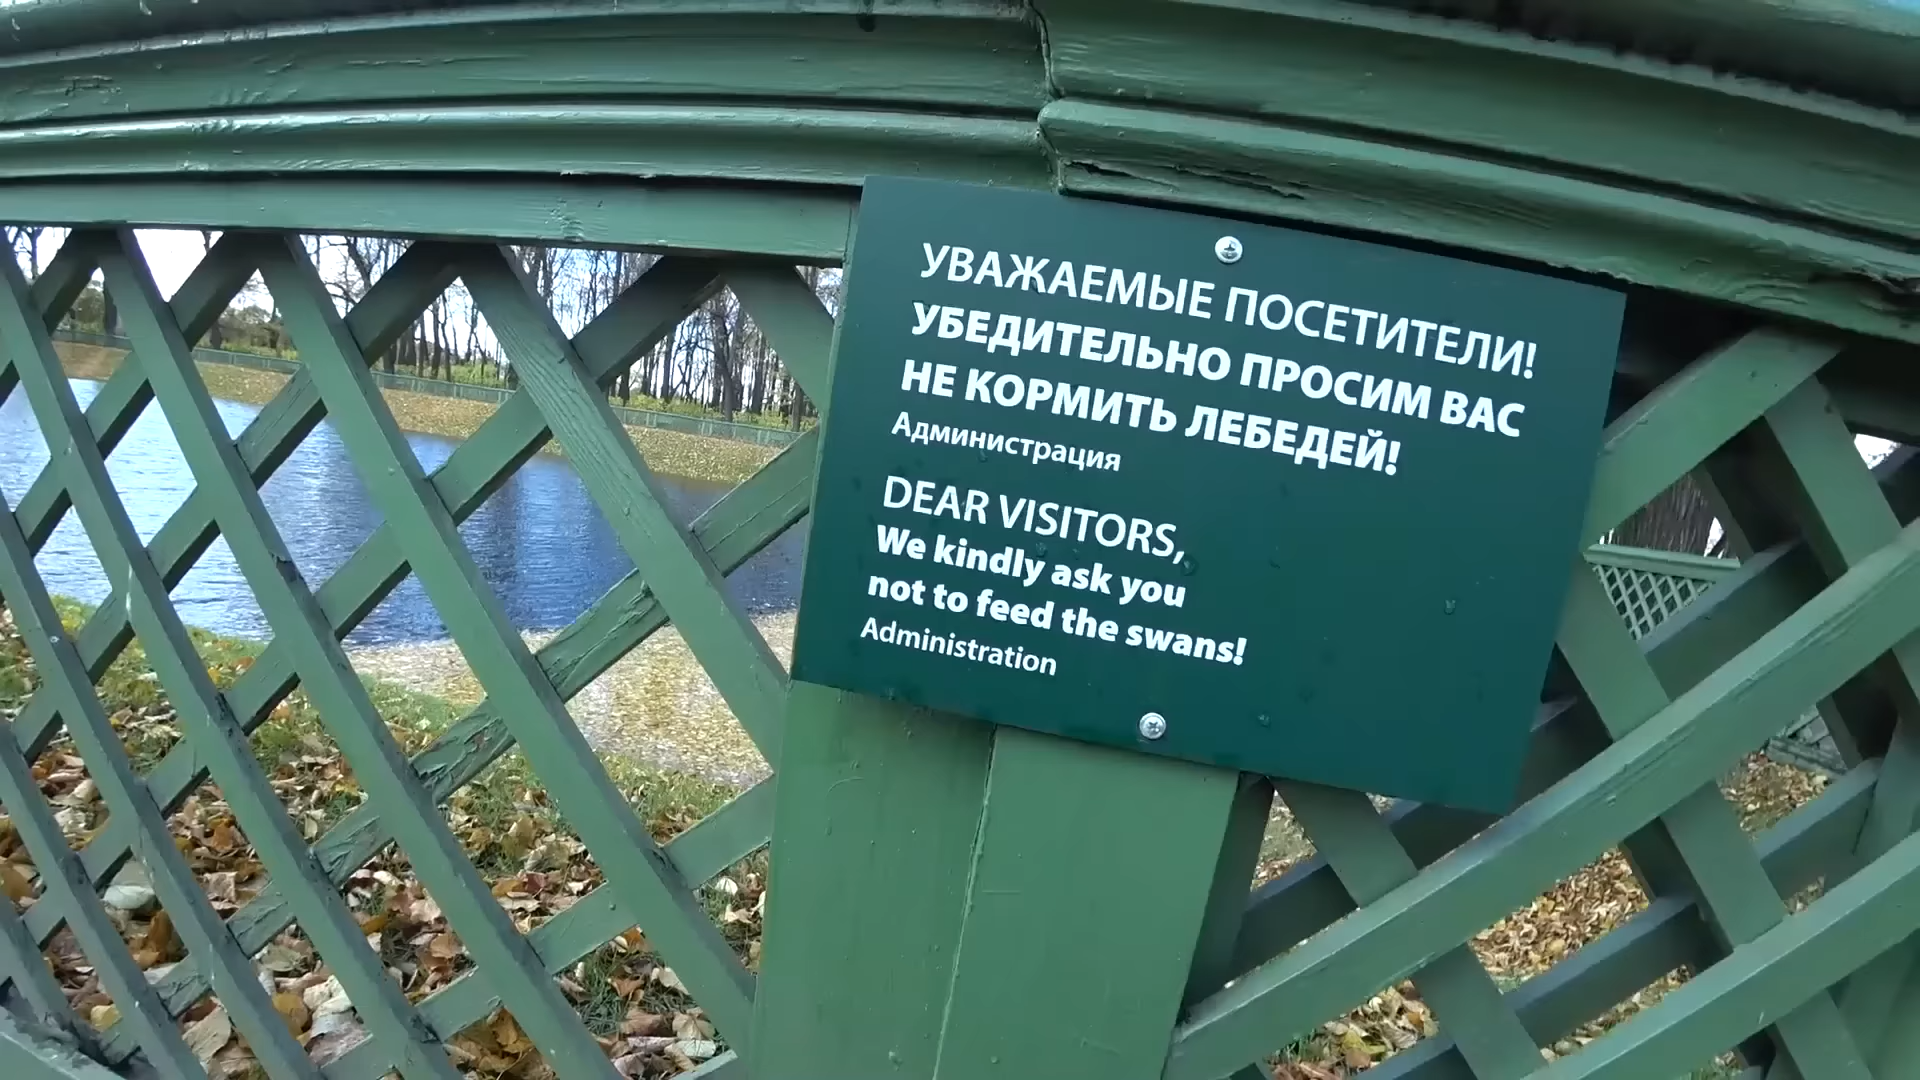 УВАЖАЕМЫЕ ПОСЕТИТЕЛИ!
УБЕДИТЕЛЬНО ПРОСИМ ВАС
НЕ КОРМИТЬ ЛЕБЕДЕЙ!
Администрация
DEAR VISITORS,
We kindly ask you
not to feed the swans!
Administration